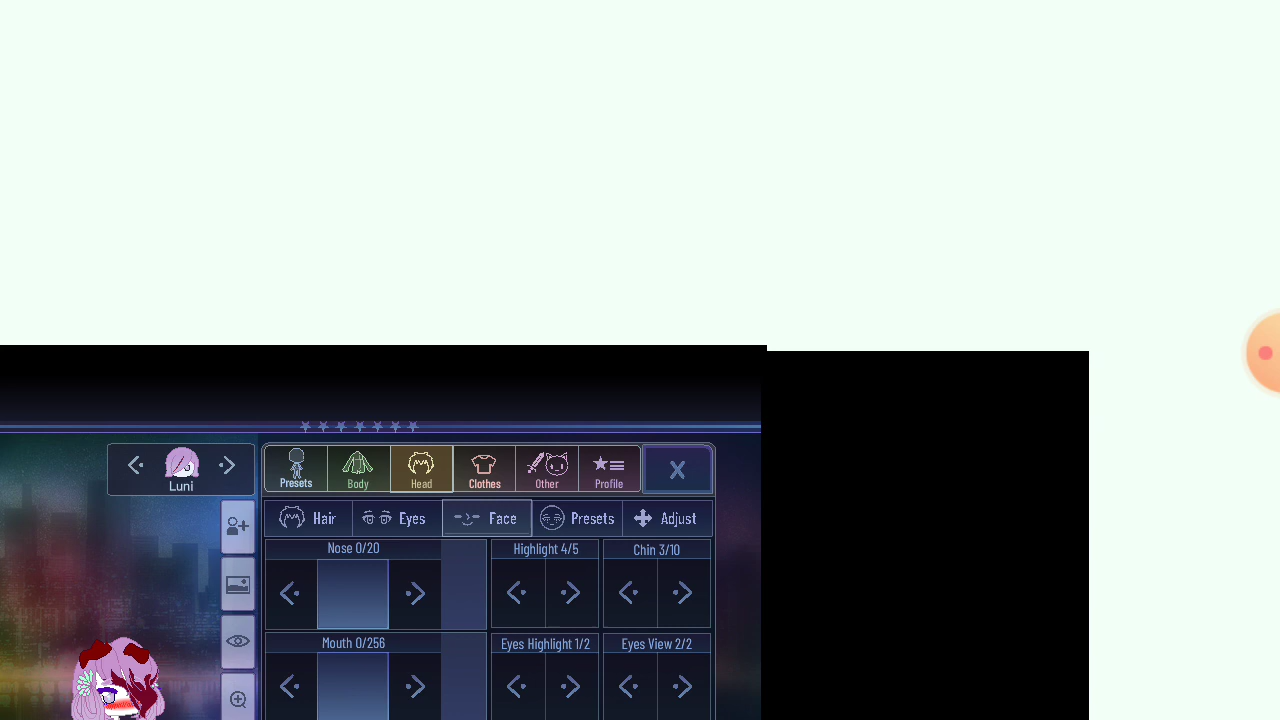 Luni
Presets Body Head Clothes Other Profile X
Hair Eyes Face Presets Adjust
Nose 0/20 Highlight 4/5 Chin 3/10
Mouth 0/256 Eyes Highlight 1/2 Eyes View 2/2